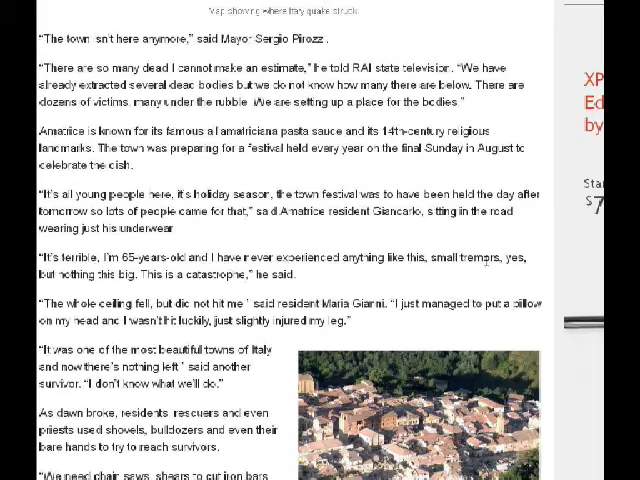 Map showing where Itary quake struck.
“The town isn't here anymore,” said Mayor Sergio Pirozzi.
“There are so many dead I cannot make an estimate,” he told RAI state television. “We have
already extracted several dead bodies but we do not know how many there are below. There are
dozens of victims, many under the rubble. We are setting up a place for the bodies.”
Amatrice is known for its famous all'amatriciana pasta sauce and its 14th-century religious
landmarks. The town was preparing for a festival held every year on the final Sunday in August to
celebrate the dish.
“It's all young people here, it's holiday season, the town festival was to have been held the day after
tomorrow so lots of people came for that,” said Amatrice resident Giancarlo, sitting in the road
wearing just his underwear.
“It's terrible, I'm 65-years-old and I have never experienced anything like this, small tremors, yes,
but nothing this big. This is a catastrophe,” he said.
“The whole ceiling fell, but did not hit me,” said resident Maria Gianni. “I just managed to put a pillow
on my head and I wasn't hit luckily, just slightly injured my leg.”
“It was one of the most beautiful towns of Italy
and now there's nothing left,” said another
survivor. “I don't know what we'll do.”
As dawn broke, residents, rescuers and even
priests used shovels, bulldozers and even their
bare hands to try to reach survivors.
“We need chain saws, shears to cut iron bars
XP
Ed
by
Star
$7